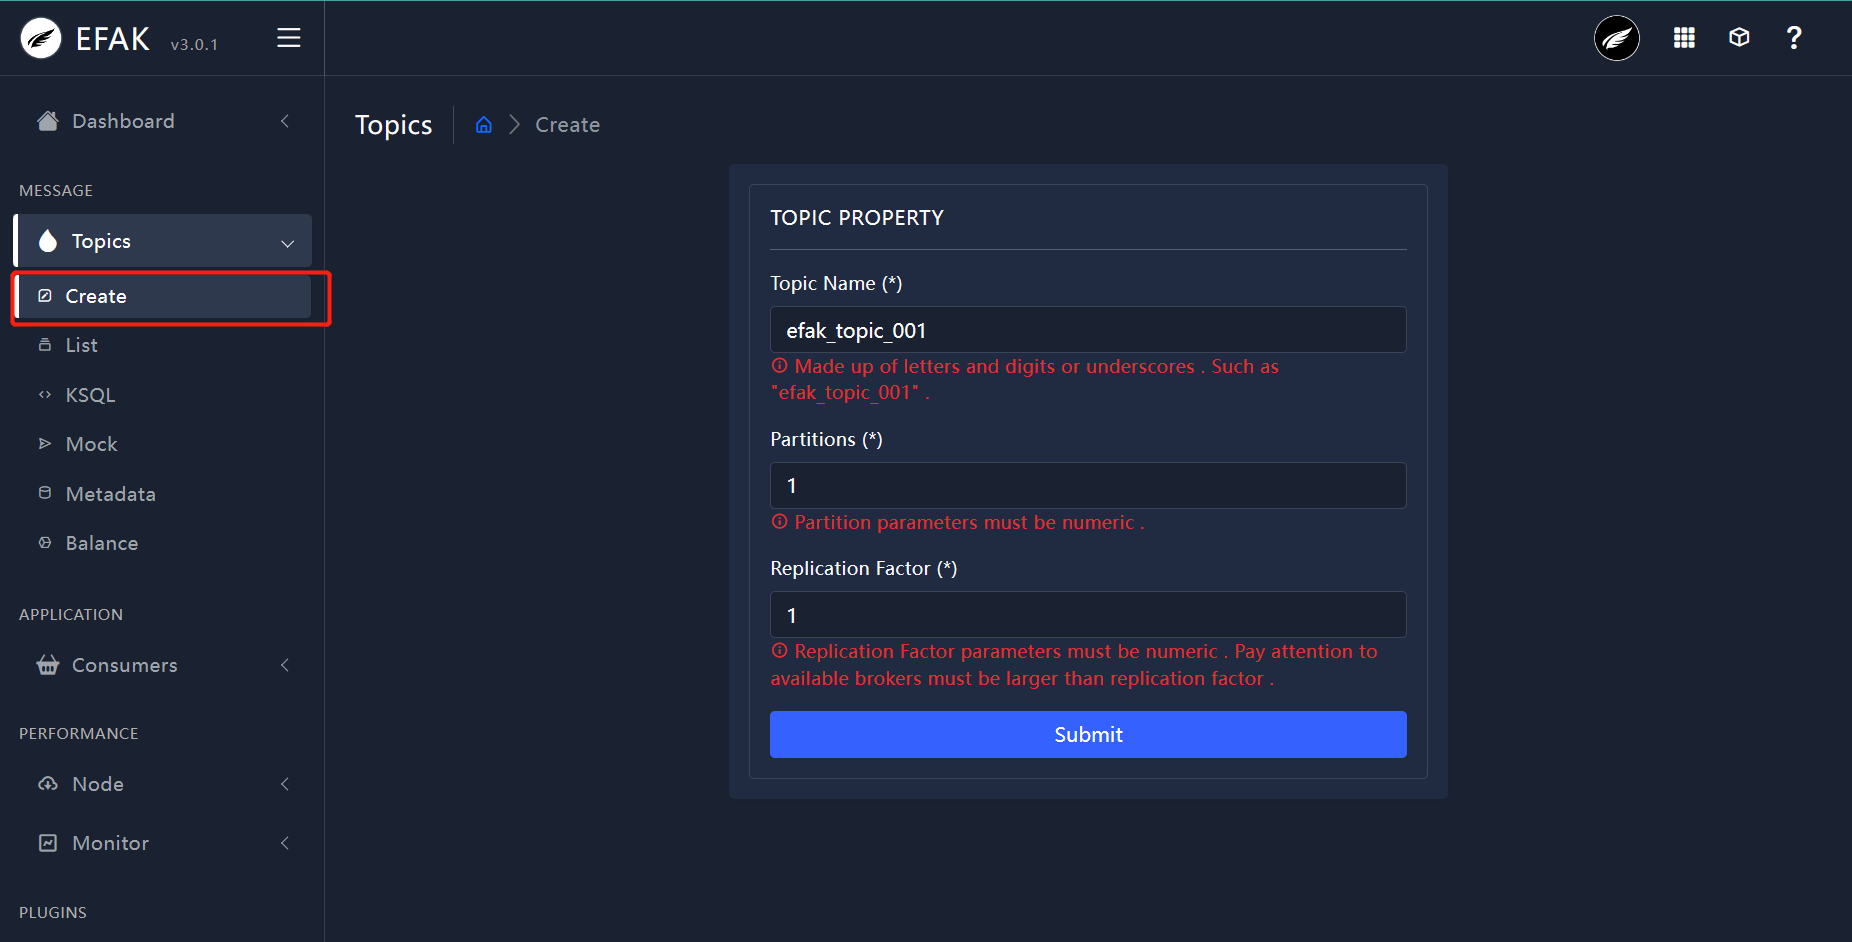 EFAK v3.0.1
Dashboard
MESSAGE
Topics
Create
List
KSQL
Mock
Metadata
Balance
APPLICATION
Consumers
PERFORMANCE
Node
Monitor
PLUGINS
Topics
Create
TOPIC PROPERTY
Topic Name (*)
efak_topic_001
Made up of letters and digits or underscores . Such as
"efak_topic_001" .
Partitions (*)
1
Partition parameters must be numeric .
Replication Factor (*)
1
Replication Factor parameters must be numeric . Pay attention to
available brokers must be larger than replication factor .
Submit